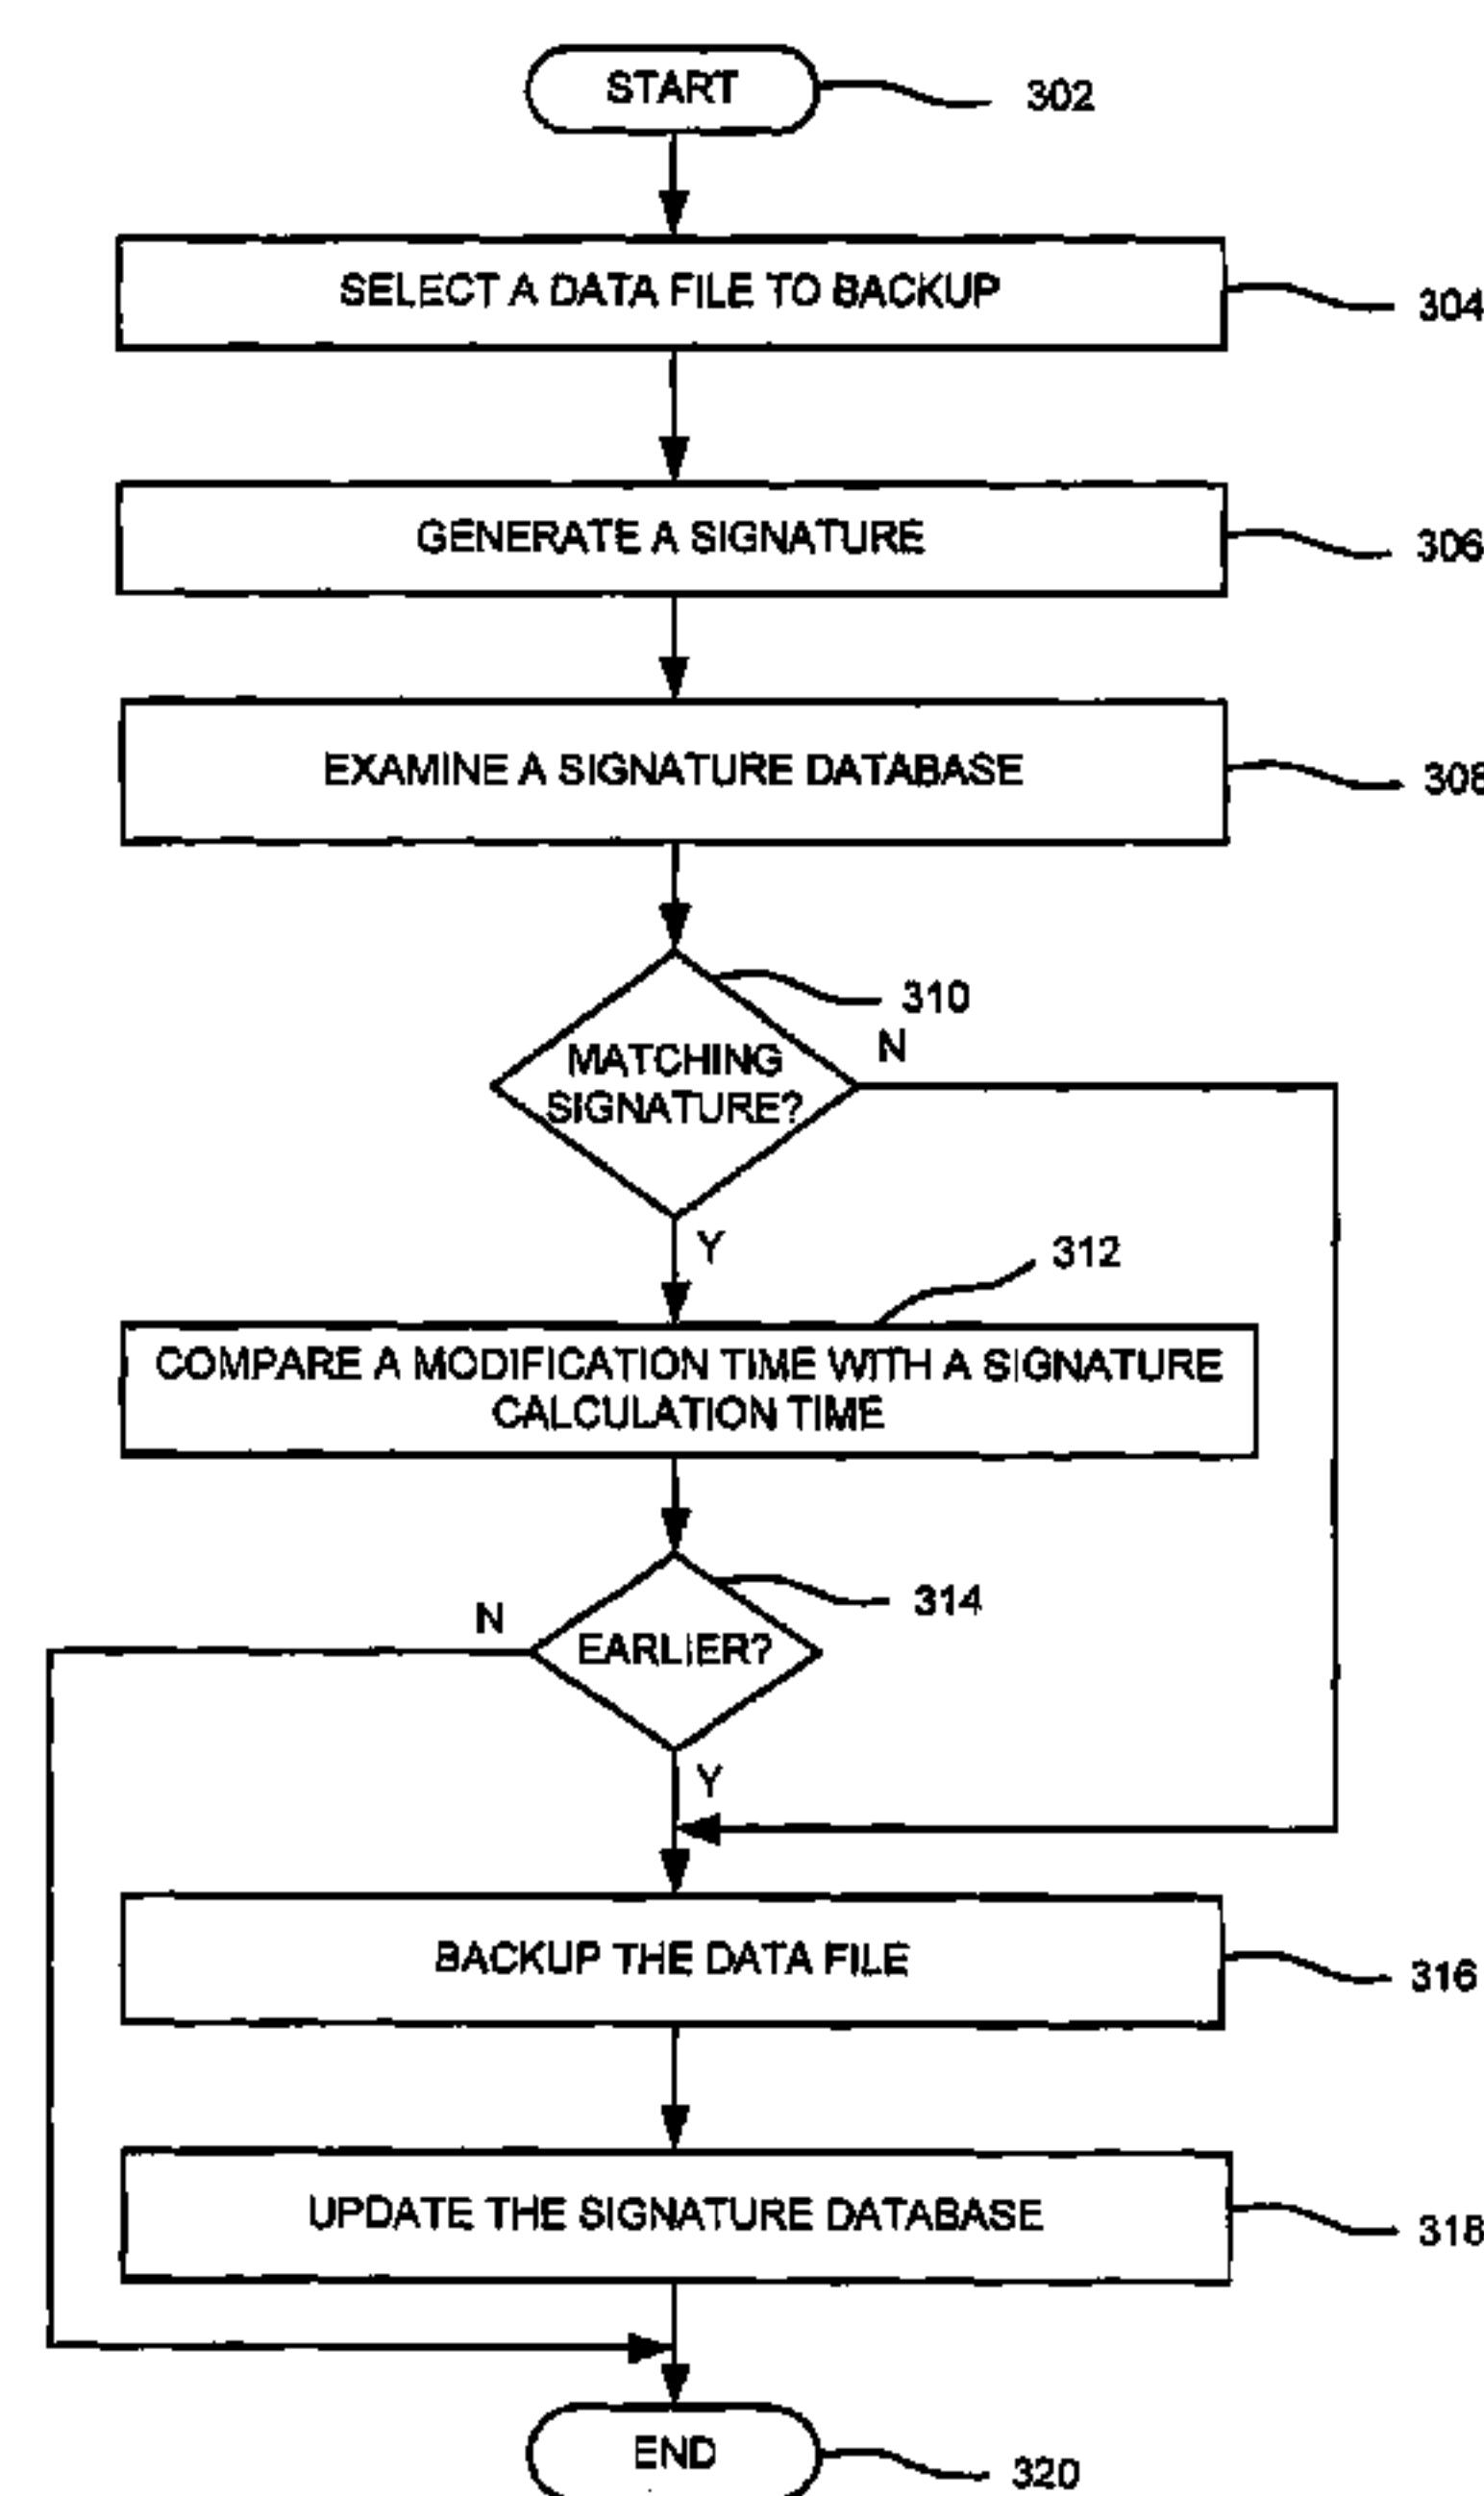 START
302
SELECT A DATA FILE TO BACKUP
304
GENERATE A SIGNATURE
306
EXAMINE A SIGNATURE DATABASE
308
310
MATCHING
SIGNATURE?
N
Y
312
COMPARE A MODIFICATION TIME WITH A SIGNATURE
CALCULATION TIME
314
N
EARLIER?
Y
BACKUP THE DATA FILE
316
UPDATE THE SIGNATURE DATABASE
318
END
320